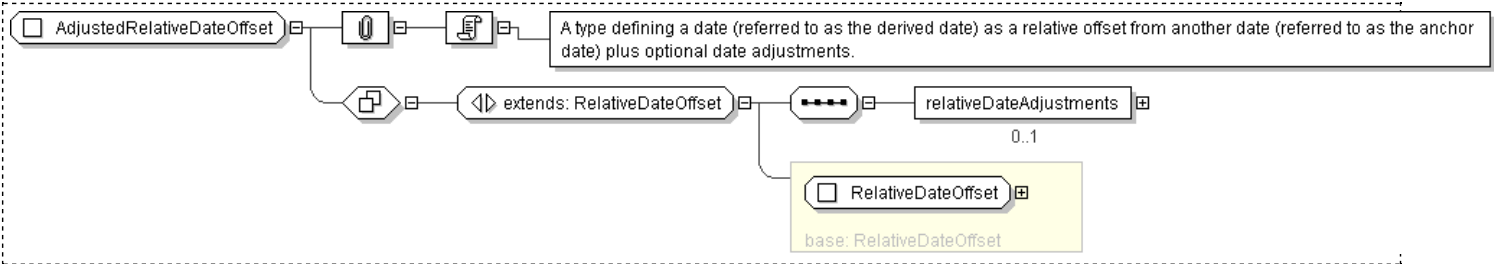 AdjustedRelativeDateOffset
A type defining a date (referred to as the derived date) as a relative offset from another date (referred to as the anchor
date) plus optional date adjustments.
extends: RelativeDateOffset
relativeDateAdjustments
0..1
RelativeDateOffset
base: RelativeDateOffset